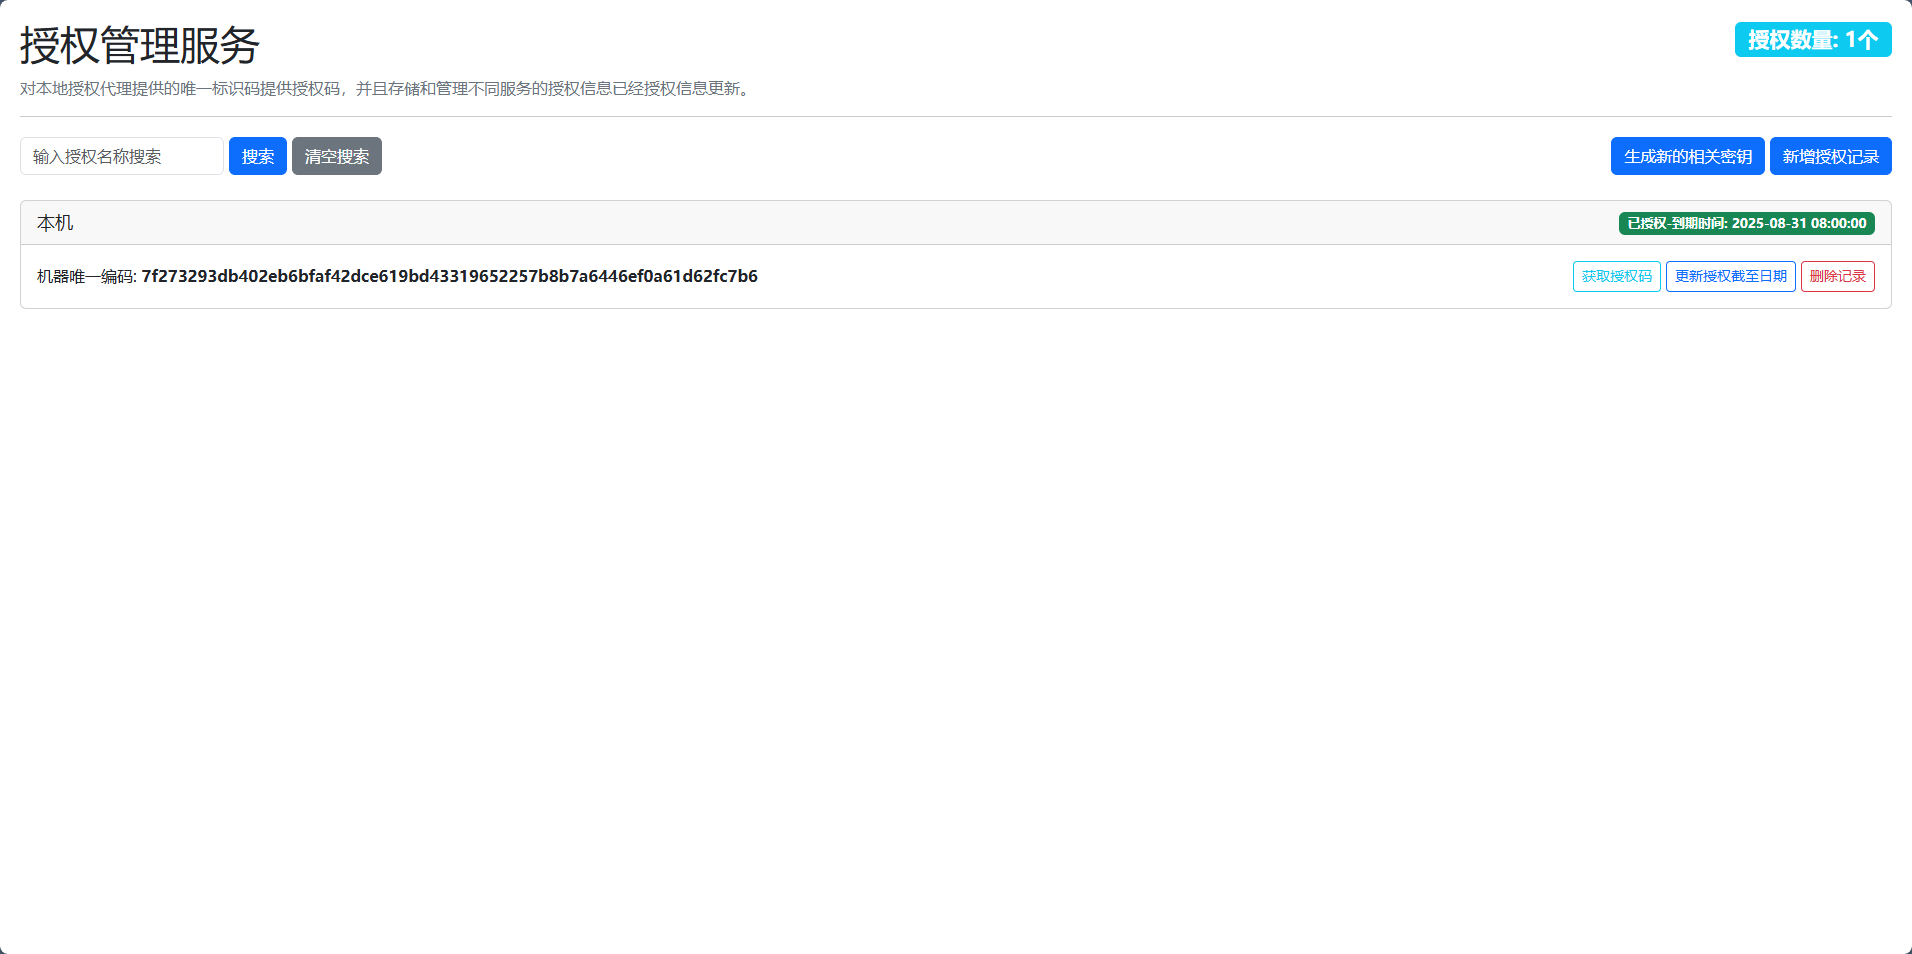 授权管理服务
授权数量: 1个
对本地授权代理提供的唯一标识码提供授权码，并且存储和管理不同服务的授权信息已经授权信息更新。
输入授权名称搜索 搜索 清空搜索 生成新的相关密钥 新增授权记录
本机 已授权-到期时间: 2025-08-31 08:00:00
机器唯一编码: 7f273293db402eb6bfaf42dce619bd43319652257b8b7a6446ef0a61d62fc7b6 获取授权码 更新授权截至日期 删除记录